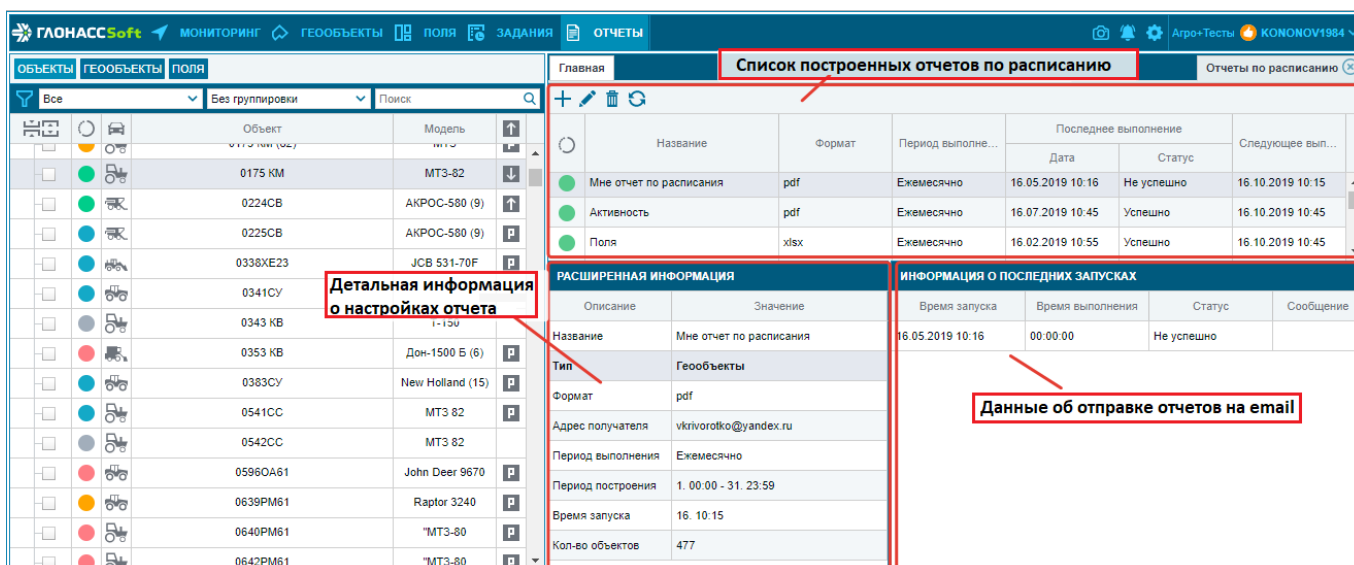 ГЛОНАССSoft МОНИТОРИНГ ГЕООБЪЕКТЫ ПОЛЯ ЗАДАНИЯ ОТЧЕТЫ Агро+Тесты KONONOV1984
ОБЪЕКТЫ ГЕООБЪЕКТЫ ПОЛЯ
Все Без группировки Поиск
Объект Модель
0175 КМ (82) МТЗ
0175 КМ МТЗ-82
0224СВ АКРОС-580 (9)
0225СВ АКРОС-580 (9) P
0338ХЕ23 JCB 531-70F P
0341СУ
0343 КВ Т-150
0353 КВ Дон-1500 Б (6) P
0383СУ New Holland (15) P
0541СС МТЗ 82 P
0542СС МТЗ 82
0596ОА61 John Deer 9670 P
0639РМ61 Raptor 3240 P
0640РМ61 "МТЗ-80 P
0642РМ61 "МТЗ-80 P
Главная Список построенных отчетов по расписанию Отчеты по расписанию
Название Формат Период выполне... Последнее выполнение Следующее вып...
Дата Статус
Мне отчет по расписания pdf Ежемесячно 16.05.2019 10:16 Не успешно 16.10.2019 10:15
Активность pdf Ежемесячно 16.07.2019 10:45 Успешно 16.10.2019 10:45
Поля xlsx Ежемесячно 16.02.2019 10:55 Успешно 16.10.2019 10:45
Детальная информация
о настройках отчета
РАСШИРЕННАЯ ИНФОРМАЦИЯ
Описание Значение
Название Мне отчет по расписания
Тип Геообъекты
Формат pdf
Адрес получателя vkrivorotko@yandex.ru
Период выполнения Ежемесячно
Период построения 1. 00:00 - 31. 23:59
Время запуска 16. 10:15
Кол-во объектов 477
ИНФОРМАЦИЯ О ПОСЛЕДНИХ ЗАПУСКАХ
Время запуска Время выполнения Статус Сообщение
16.05.2019 10:16 00:00:00 Не успешно
Данные об отправке отчетов на email